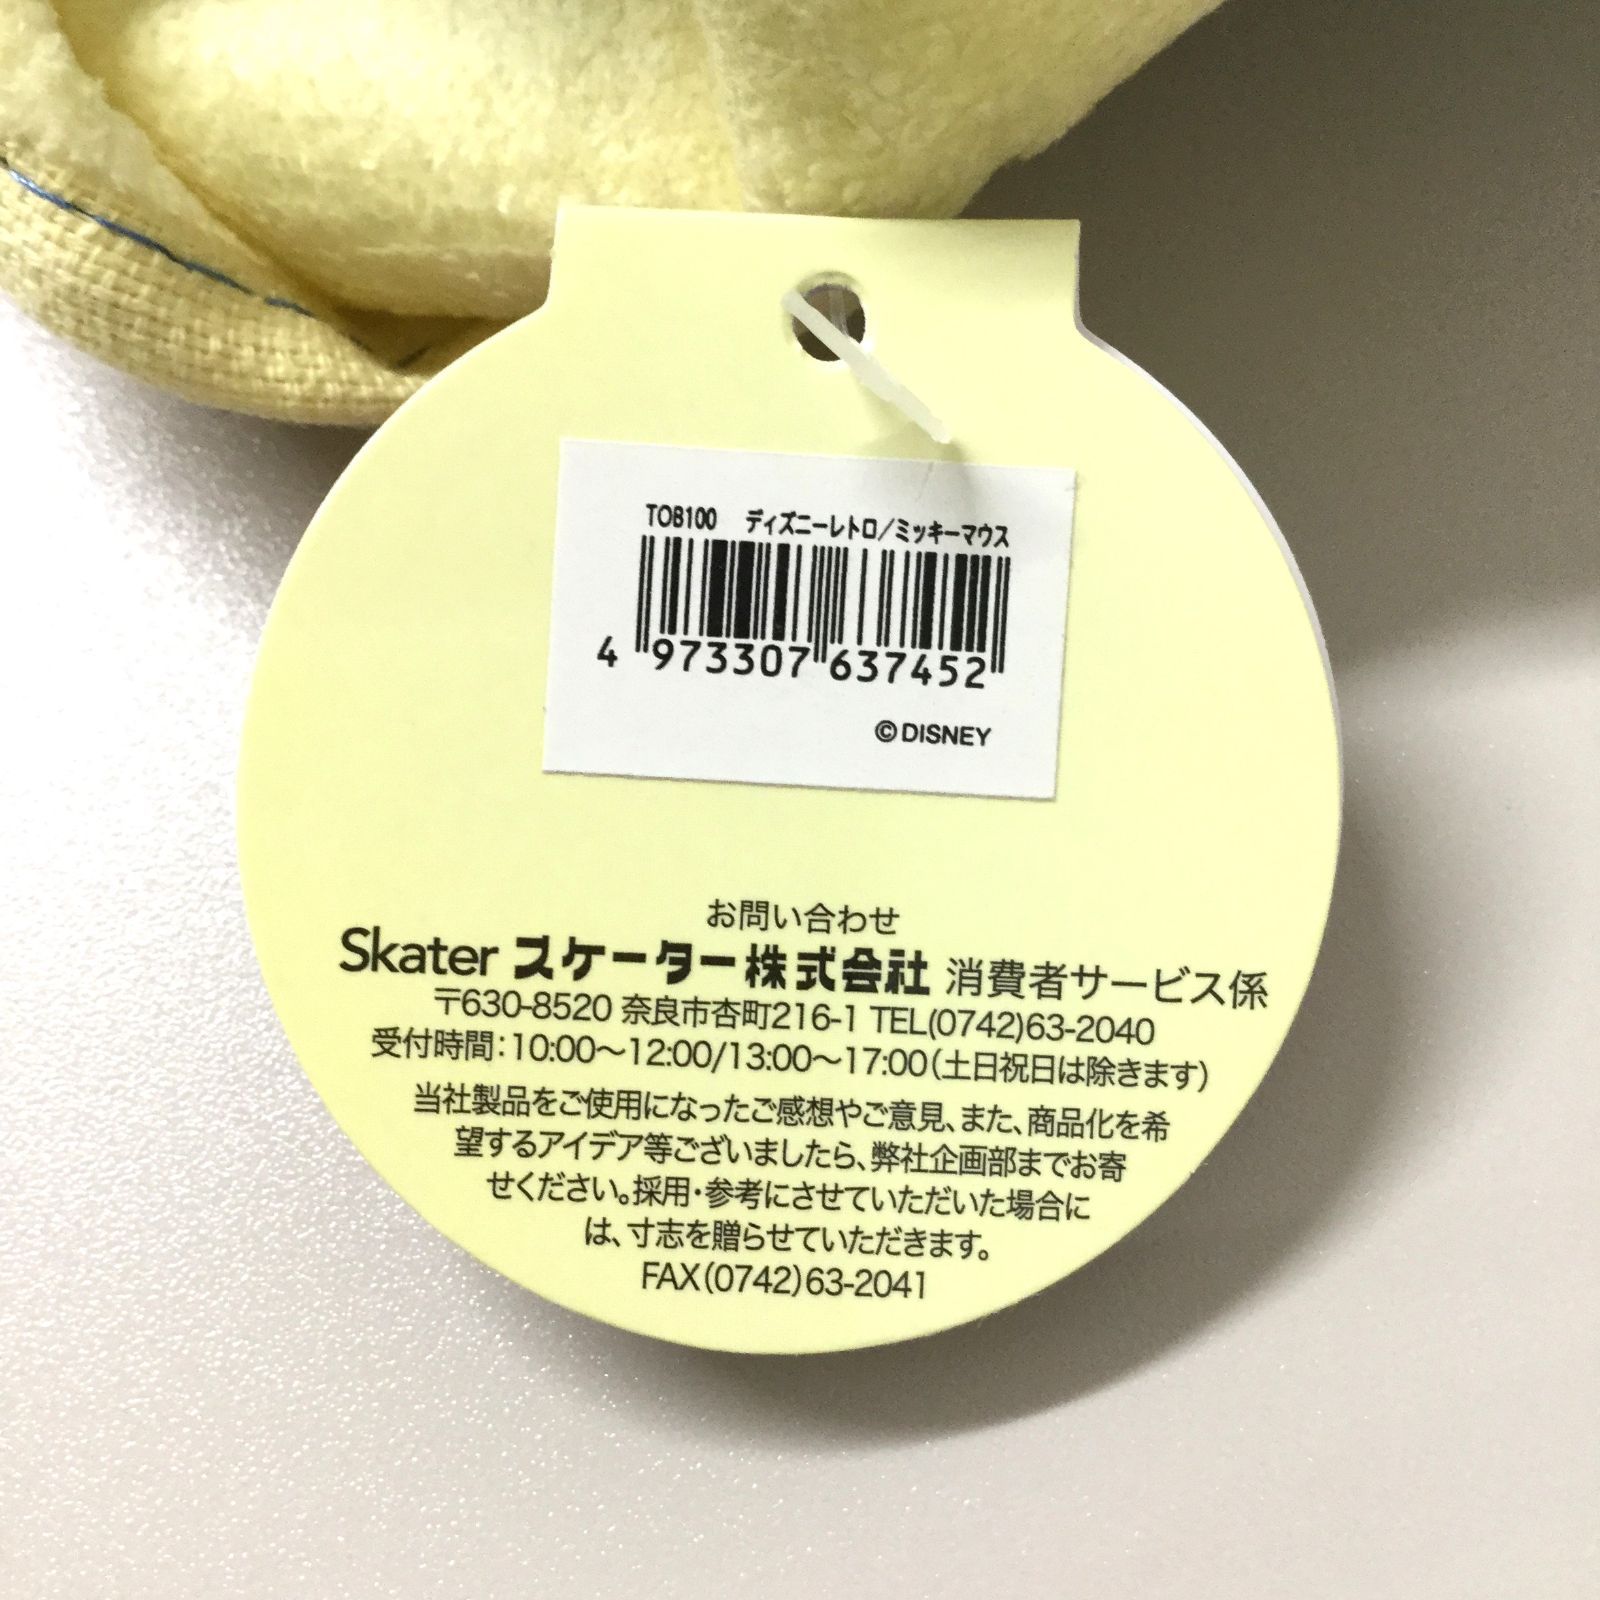 TOB100 ディズニーレトロ/ミッキーマウス
4 973307 637452
©DISNEY
お問い合わせ
Skater スケーター株式会社 消費者サービス係
〒630-8520 奈良市杏町216-1 TEL(0742)63-2040
受付時間:10:00～12:00/13:00～17:00(土日祝日は除きます)
当社製品をご使用になったご感想やご意見、また、商品化を希
望するアイデア等ございましたら、弊社企画部までお寄
せください。採用・参考にさせていただいた場合に
は、寸志を贈らせていただきます。
FAX(0742)63-2041